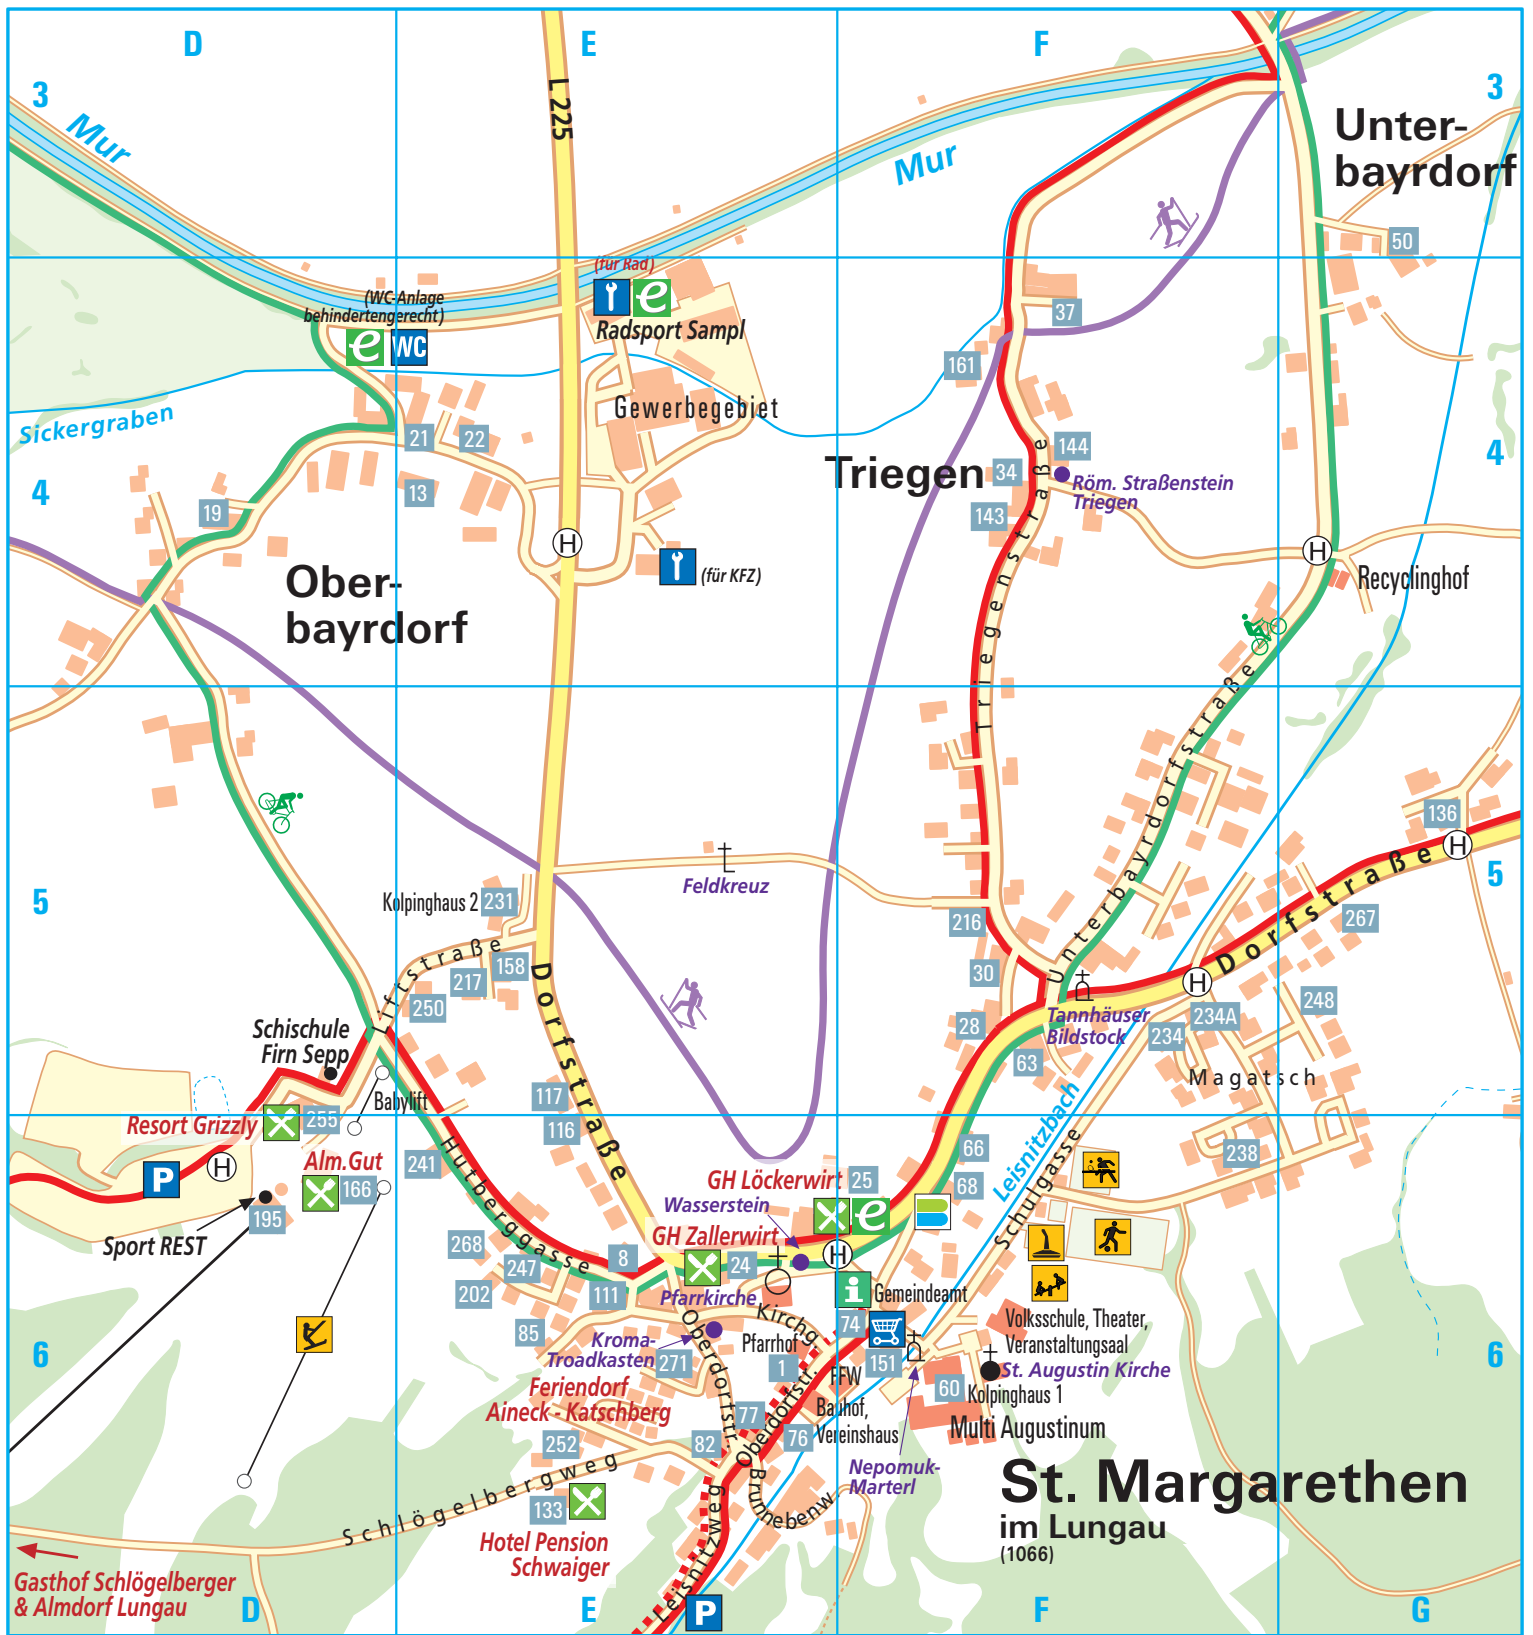 D
E
F
3
3
Mur
L 225
Mur
Unter-
bayrdorf
50
(für Rad)
(WC-Anlage
behindertengerecht)
e
WC
e
Radsport Sampl
37
161
Sickergraben
Gewerbegebiet
21
22
13
19
4
4
Triegen
144
34
Röm. Straßenstein
Triegen
143
H
H
(für KFZ)
Recyclinghof
Ober-
bayrdorf
Triegenstraße
Unterbayrdorfstraße
136
H
Dorfstraße
5
5
Feldkreuz
Kolpinghaus 2
231
216
267
Liftstraße
158
217
250
30
H
Tannhäuser
Bildstock
248
234A
234
28
63
Magatsch
Schischule
Firn Sepp
Dorfstraße
117
116
Babylift
Resort Grizzly
255
Leisnitzbach
Schulgasse
238
66
68
Alm.Gut
166
P
H
241
Hutberggasse
GH Löckerwirt
25
e
Wasserstein
195
Sport REST
268
247
202
8
111
GH Zallerwirt
24
H
Pfarrkirche
i
Gemeindeamt
85
Kroma-
Troadkasten
271
Oberdorfstr.
Kirchg.
Pfarrhof
74
151
1
FFW
Volksschule, Theater,
Veranstaltungsaal
St. Augustin Kirche
60
Kolpinghaus 1
Multi Augustinum
6
6
Feriendorf
Aineck - Katschberg
77
Oberdorfstr.
76
Bauhof,
Vereinshaus
252
82
Nepomuk-
Marterl
Schlögelbergweg
133
Hotel Pension
Schwaiger
Brunnebenw.
Leisnitzweg
St. Margarethen
im Lungau
(1066)
Gasthof Schlögelberger
& Almdorf Lungau
P
D
E
F
G